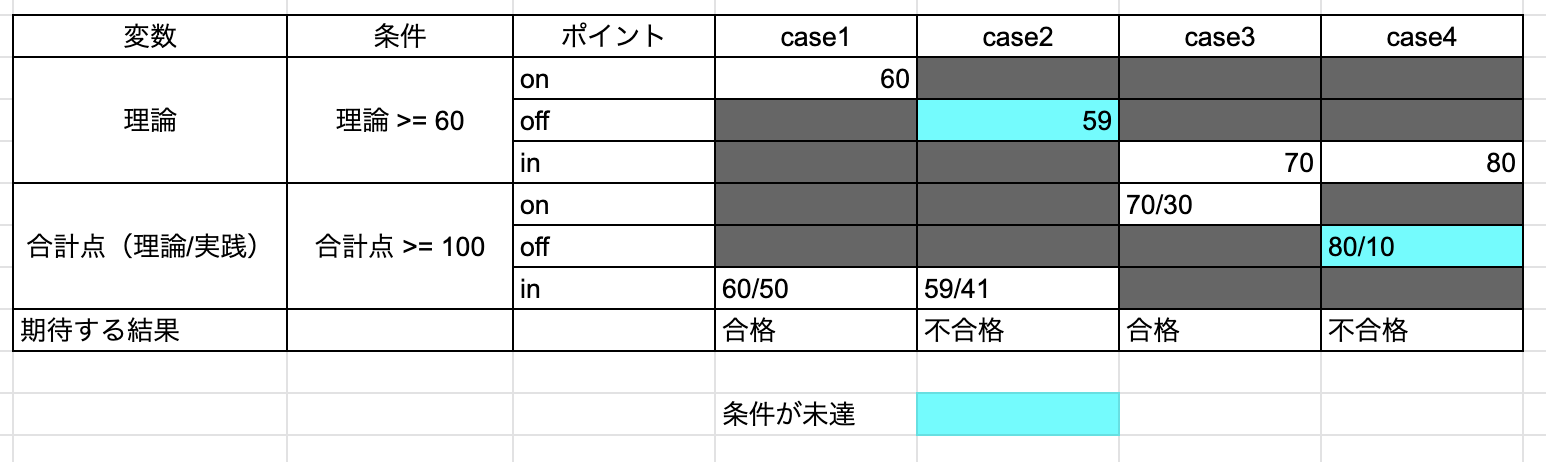 変数 条件 ポイント case1 case2 case3 case4
理論 理論 >= 60 on 60
off 59
in 70 80
合計点（理論/実践） 合計点 >= 100 on 70/30
off 80/10
in 60/50 59/41
期待する結果 合格 不合格 合格 不合格
条件が未達